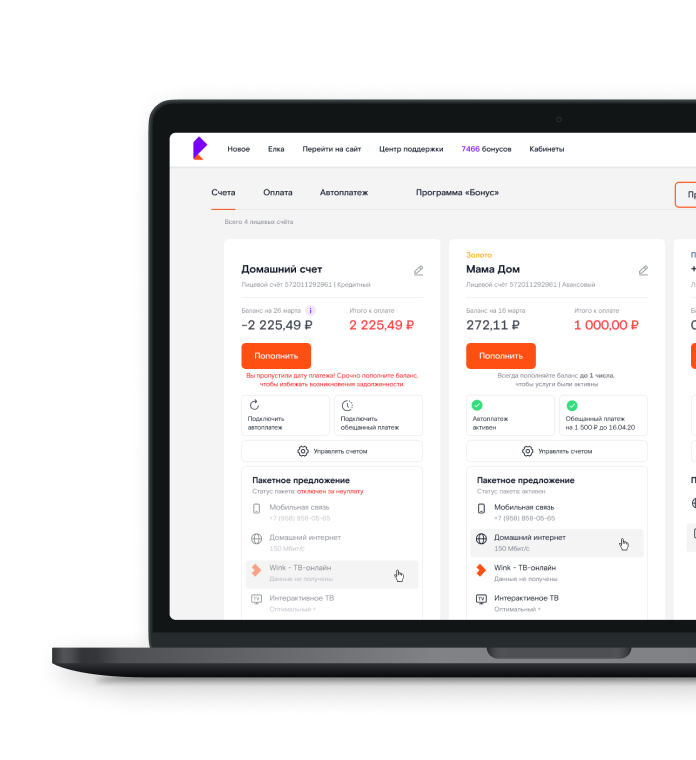 Новое Елка Перейти на сайт Центр поддержки 7466 бонусов Кабинеты
Счета Оплата Автоплатеж Программа «Бонус»
Всего 4 лицевых счёта
Домашний счет
Лицевой счёт 572011292961 | Кредитный
Баланс на 26 марта i
Итого к оплате
-2 225,49 ₽
2 225,49 ₽
Пополнить
Вы пропустили дату платежа! Срочно пополните баланс,
чтобы избежать возникновения задолженности.
Подключить
автоплатеж
Подключить
обещанный платеж
Управлять счетом
Пакетное предложение
Статус пакета: отключен за неуплату
Мобильная связь
+7 (958) 858-05-65
Домашний интернет
150 Мбит/с
Wink - ТВ-онлайн
Данные не получены
TV
Интерактивное ТВ
Оптимальный +
Золото
Мама Дом
Лицевой счёт 572011292961 | Авансовый
Баланс на 16 марта
Итого к оплате
272,11 ₽
1 000,00 ₽
Пополнить
Всегда пополняйте баланс до 1 числа,
чтобы услуги были активны
Автоплатеж
активен
Обещанный платеж
на 1 500 ₽ до 16.04.20
Управлять счетом
Пакетное предложение
Статус пакета: активен
Мобильная связь
+7 (958) 858-05-65
Домашний интернет
150 Мбит/с
Wink - ТВ-онлайн
Данные не получены
TV
Интерактивное ТВ
Оптимальный +